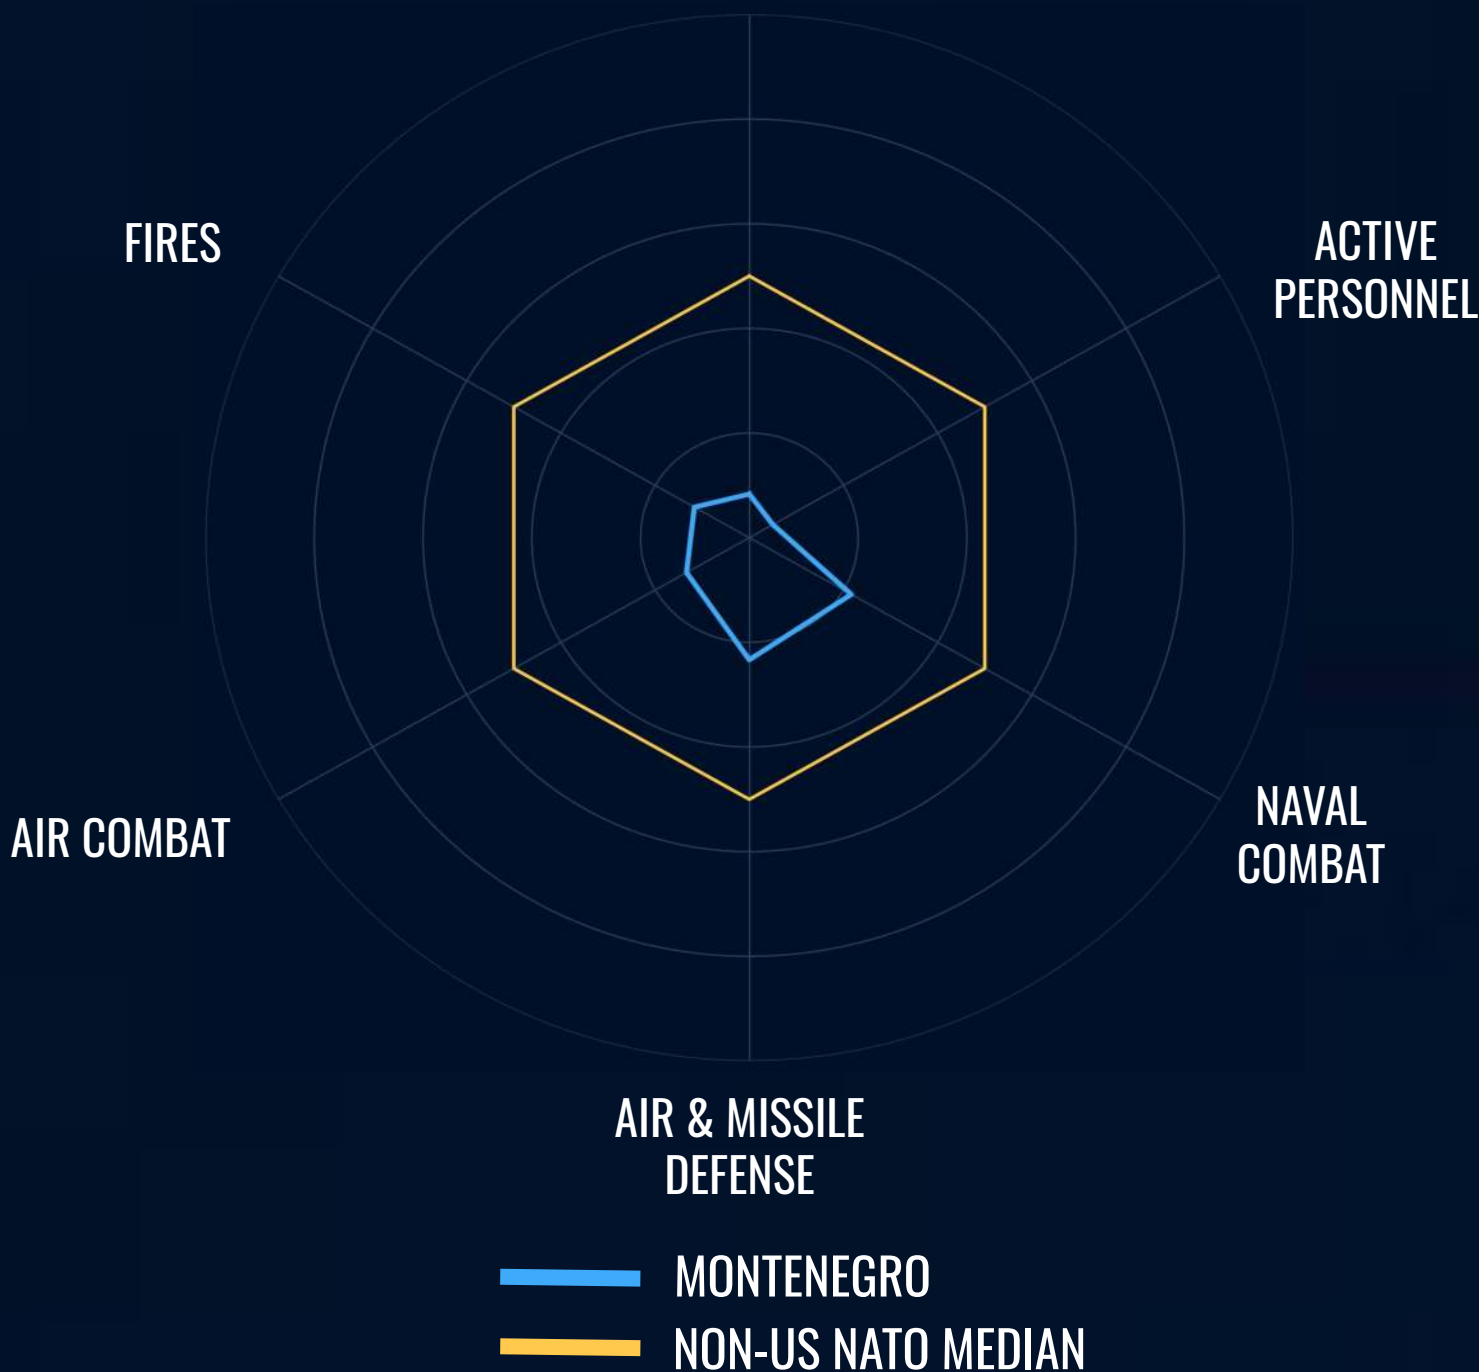 FIRES
ACTIVE
PERSONNEL
AIR COMBAT
NAVAL
COMBAT
AIR & MISSILE
DEFENSE
MONTENEGRO
NON-US NATO MEDIAN